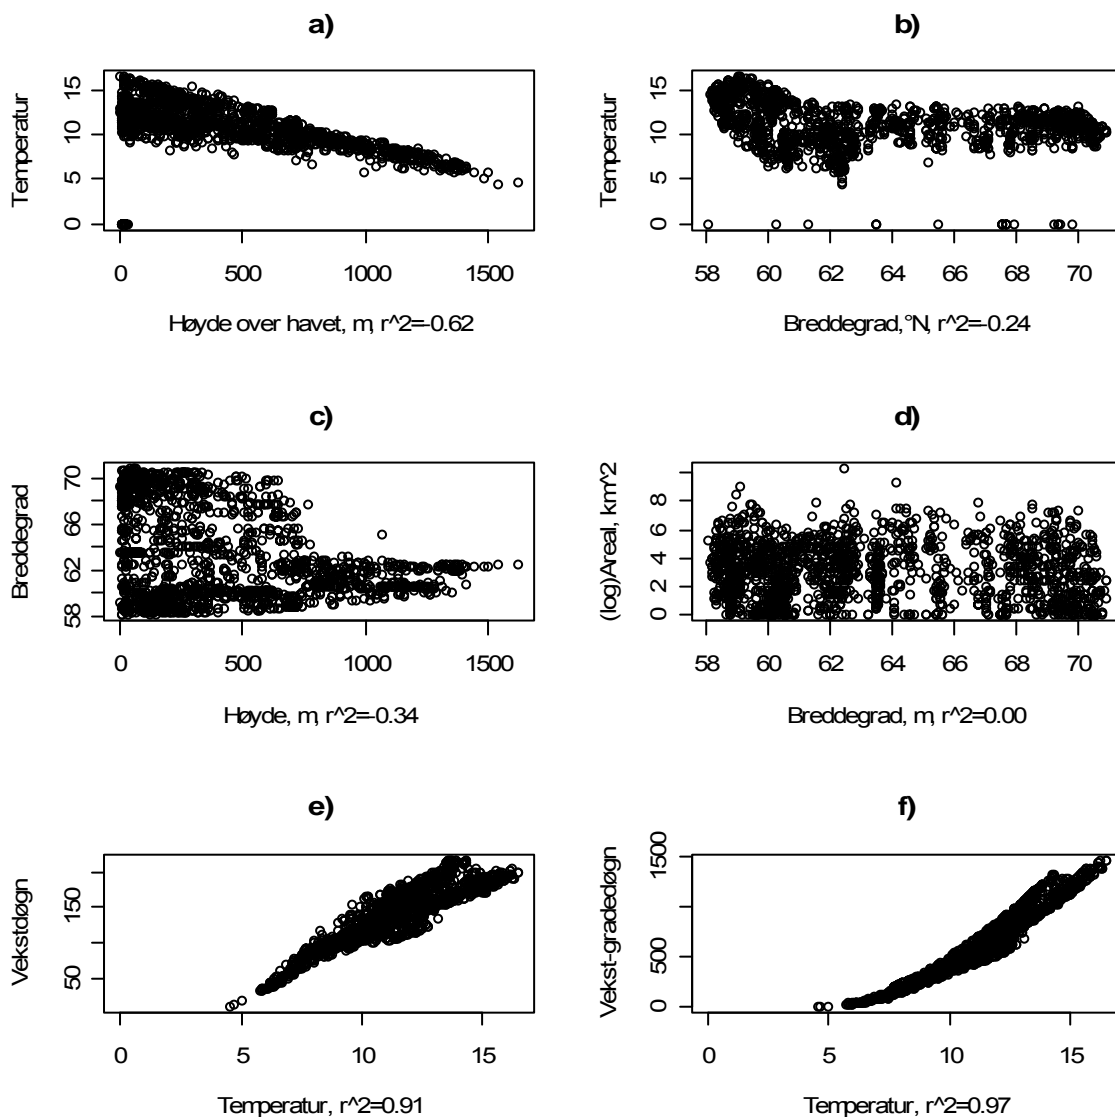 a)
Temperatur
15
10
5
0
0 500 1000 1500
Høyde over havet, m, r^2=-0.62
b)
Temperatur
15
10
5
0
58 60 62 64 66 68 70
Breddegrad,°N, r^2=-0.24
c)
Breddegrad
70
66
62
58
0 500 1000 1500
Høyde, m, r^2=-0.34
d)
(log)Areal, km^2
8
6
4
2
0
58 60 62 64 66 68 70
Breddegrad, m, r^2=0.00
e)
Vekstdøgn
150
50
0 5 10 15
Temperatur, r^2=0.91
f)
Vekst-gradedøgn
1500
500
0
0 5 10 15
Temperatur, r^2=0.97